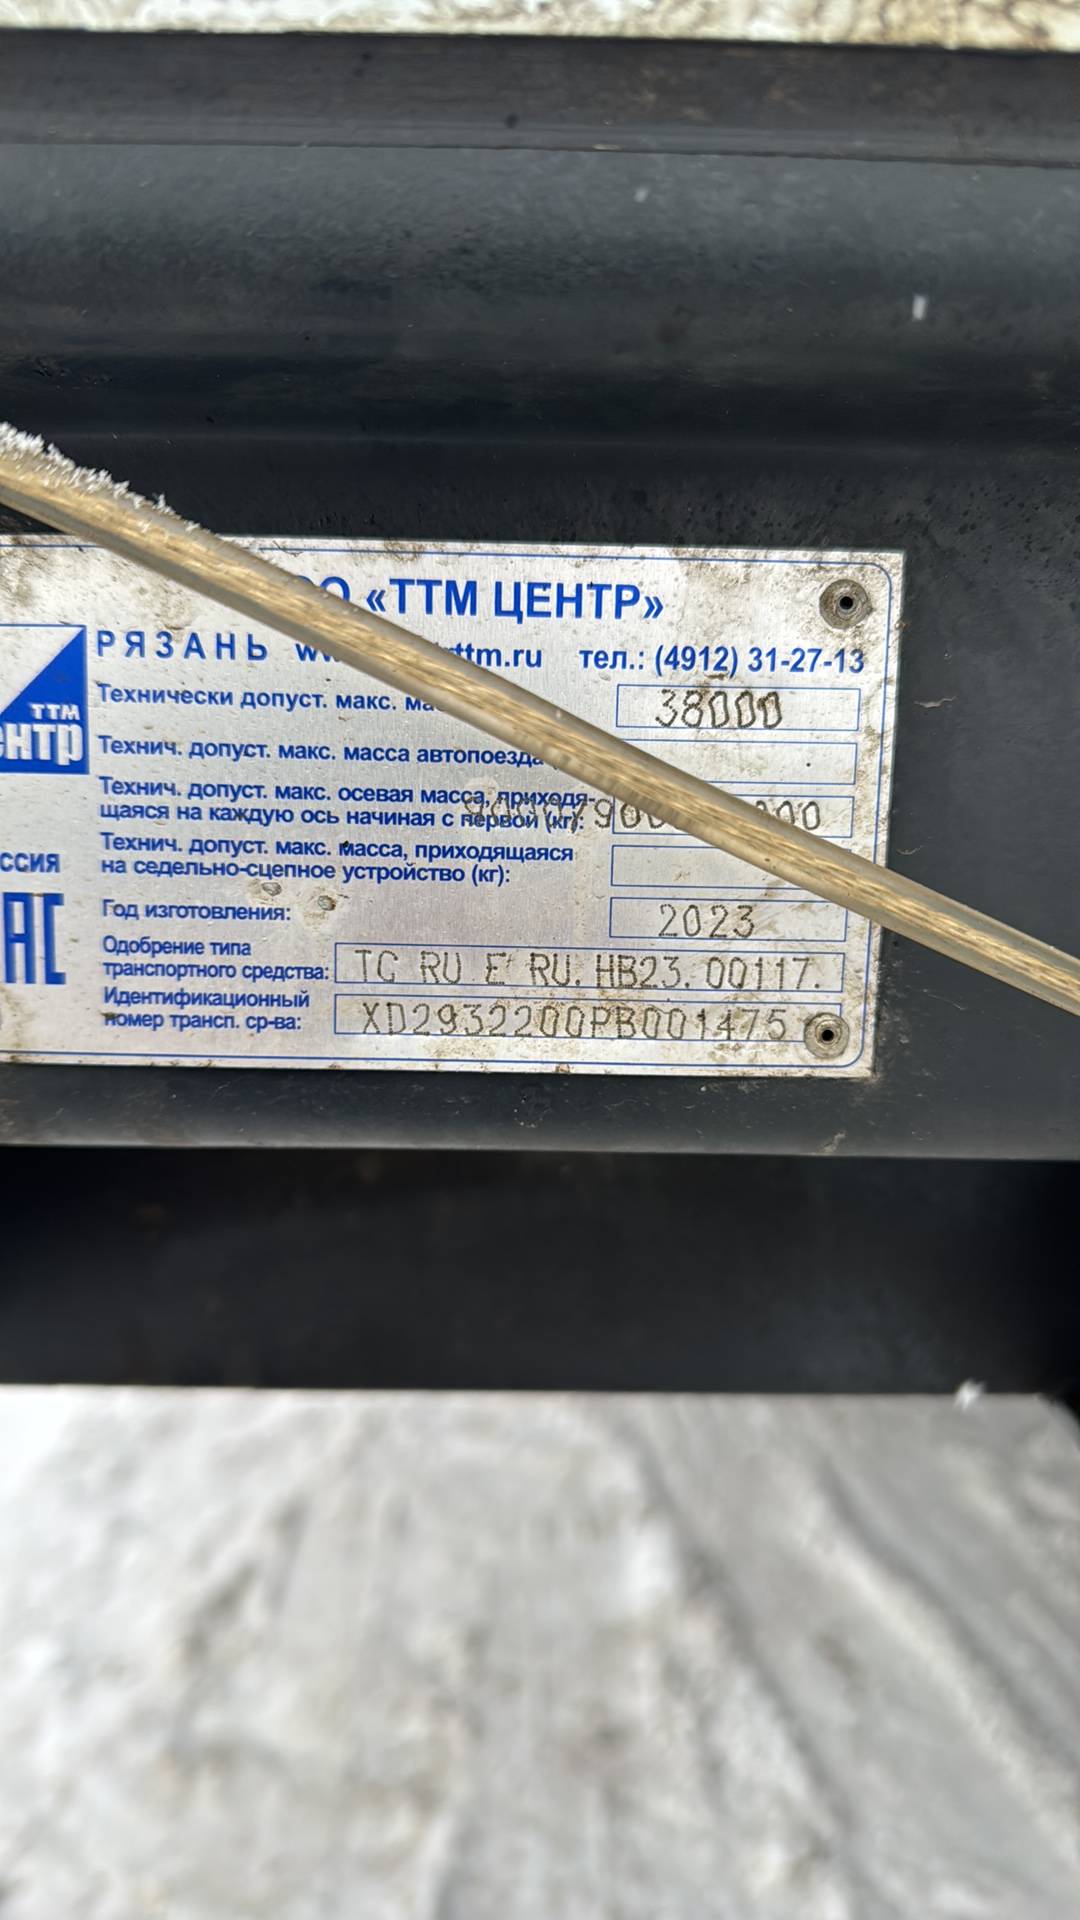 «ТТМ ЦЕНТР»
РЯЗАНЬ ttm.ru тел.: (4912) 31-27-13
Технически допуст. макс. 38000
ТТМ
Технич. допуст. макс. масса автопоезда
Технич. допуст. макс. осевая масса, приходя-
щаяся на каждую ось начиная с первой (кг):
Технич. допуст. макс. масса, приходящаяся
на седельно-сцепное устройство (кг):
Год изготовления: 2023
Одобрение типа
транспортного средства: TC RU E RU.HB23.00117.
Идентификационный
номер трансп. ср-ва: XD2932200PB001475